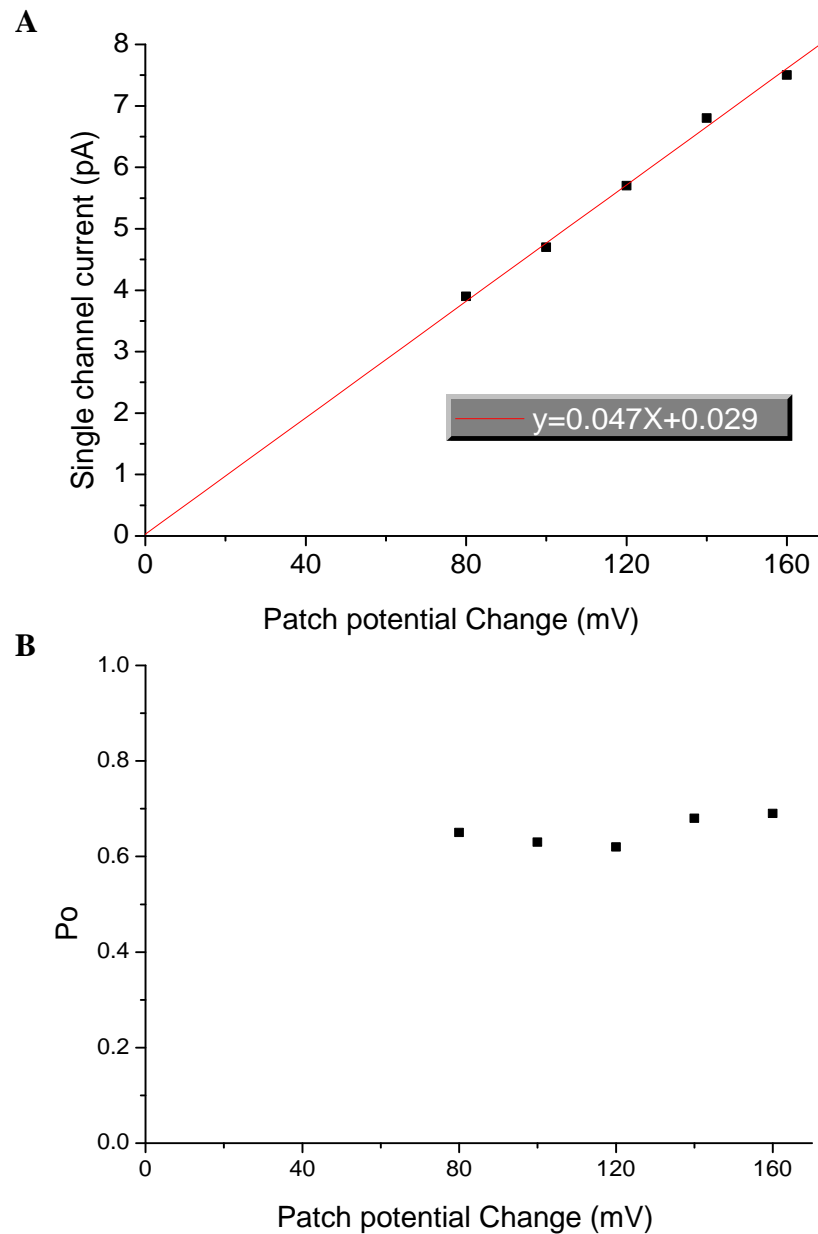 A
8
7
6
5
4
3
2
1
0
Single channel current (pA)
y=0.047X+0.029
0 40 80 120 160
Patch potential Change (mV)
B
1.0
0.8
0.6
0.4
0.2
0.0
Po
0 40 80 120 160
Patch potential Change (mV)